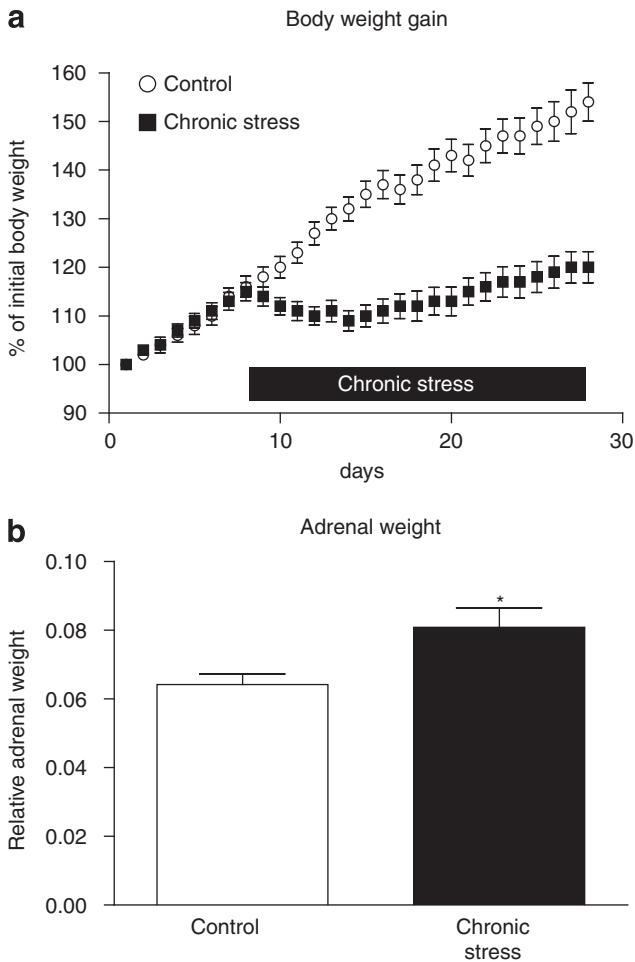 a
Body weight gain
160
150
140
130
120
110
100
90
% of initial body weight
Control
Chronic stress
Chronic stress
0
10
20
30
days
b
Adrenal weight
0.10
0.08
0.06
0.04
0.02
0.00
Relative adrenal weight
*
Control
Chronic
stress